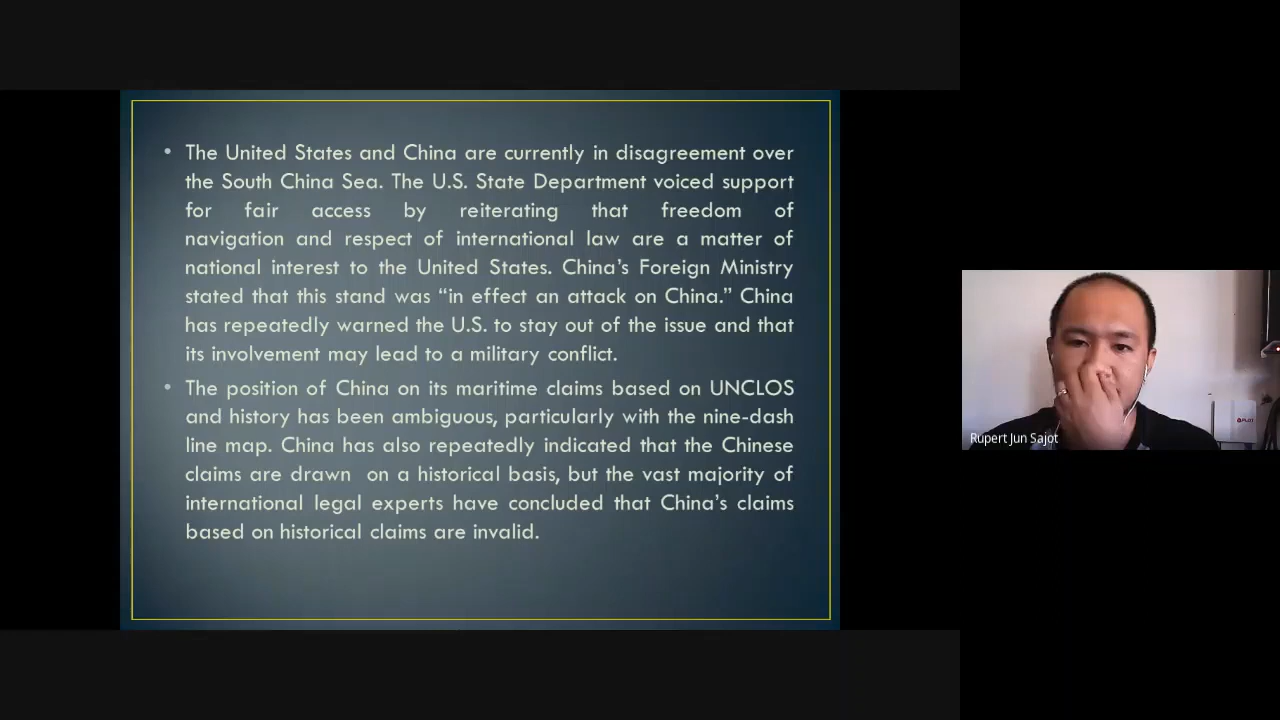 • The United States and China are currently in disagreement over
the South China Sea. The U.S. State Department voiced support
for fair access by reiterating that freedom of
navigation and respect of international law are a matter of
national interest to the United States. China’s Foreign Ministry
stated that this stand was “in effect an attack on China.” China
has repeatedly warned the U.S. to stay out of the issue and that
its involvement may lead to a military conflict.
• The position of China on its maritime claims based on UNCLOS
and history has been ambiguous, particularly with the nine-dash
line map. China has also repeatedly indicated that the Chinese
claims are drawn  on a historical basis, but the vast majority of
international legal experts have concluded that China’s claims
based on historical claims are invalid.
Rupert Jun Sajot